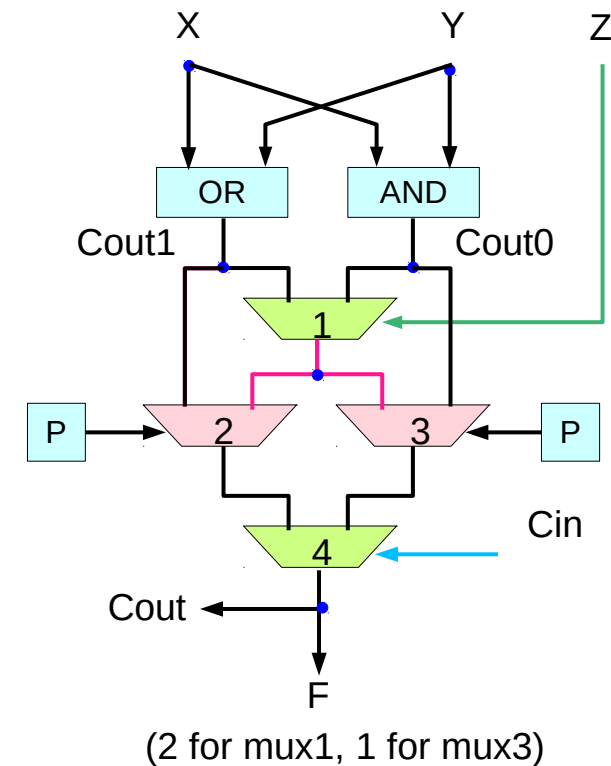 X Y Z
OR AND
Cout1 Cout0
1
P 2 3 P
Cin
4
Cout
F
(2 for mux1, 1 for mux3)